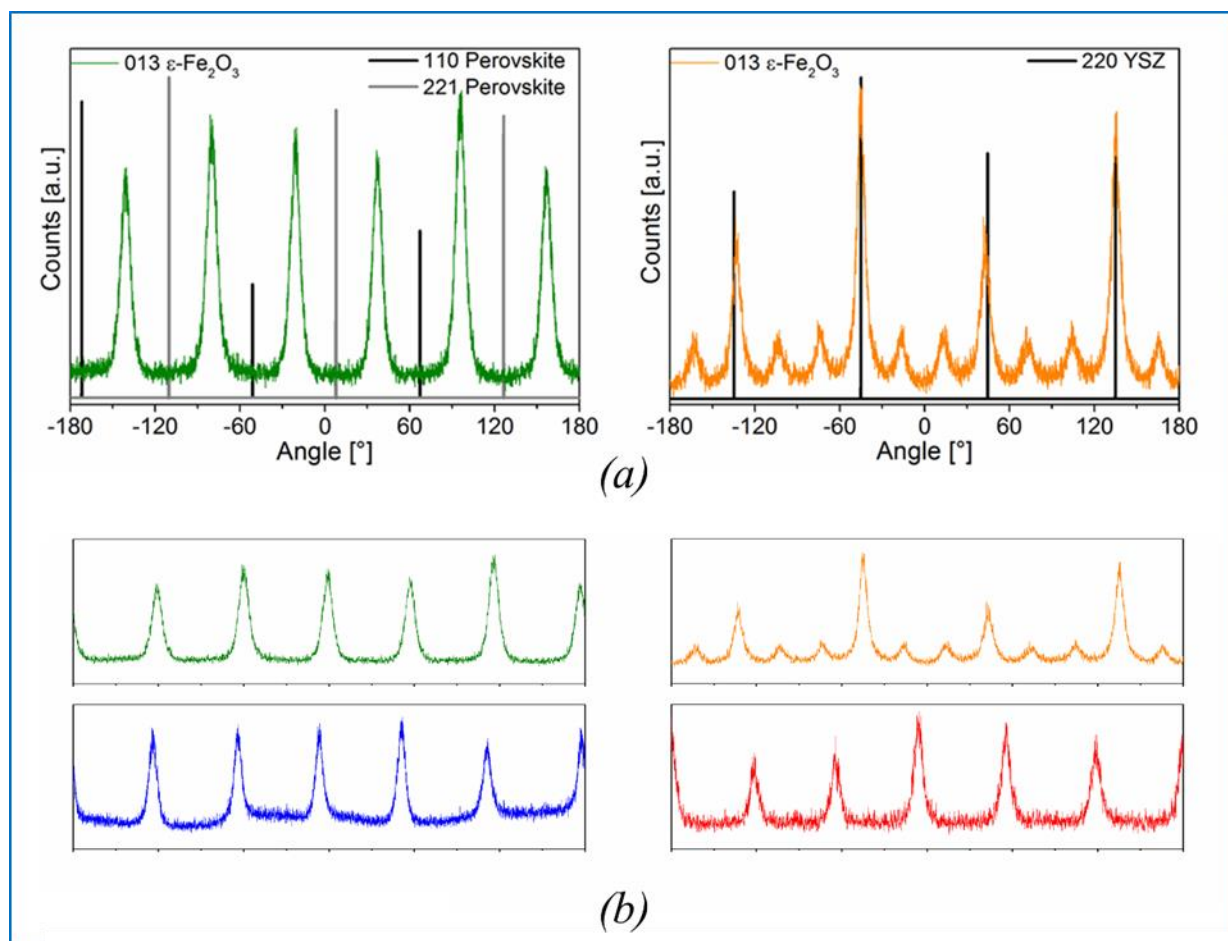 013 ε-Fe₂O₃
110 Perovskite
221 Perovskite
Counts [a.u.]
-180 -120 -60 0 60 120 180
Angle [°]
013 ε-Fe₂O₃
220 YSZ
Counts [a.u.]
-180 -120 -60 0 60 120 180
Angle [°]
(a)
(b)